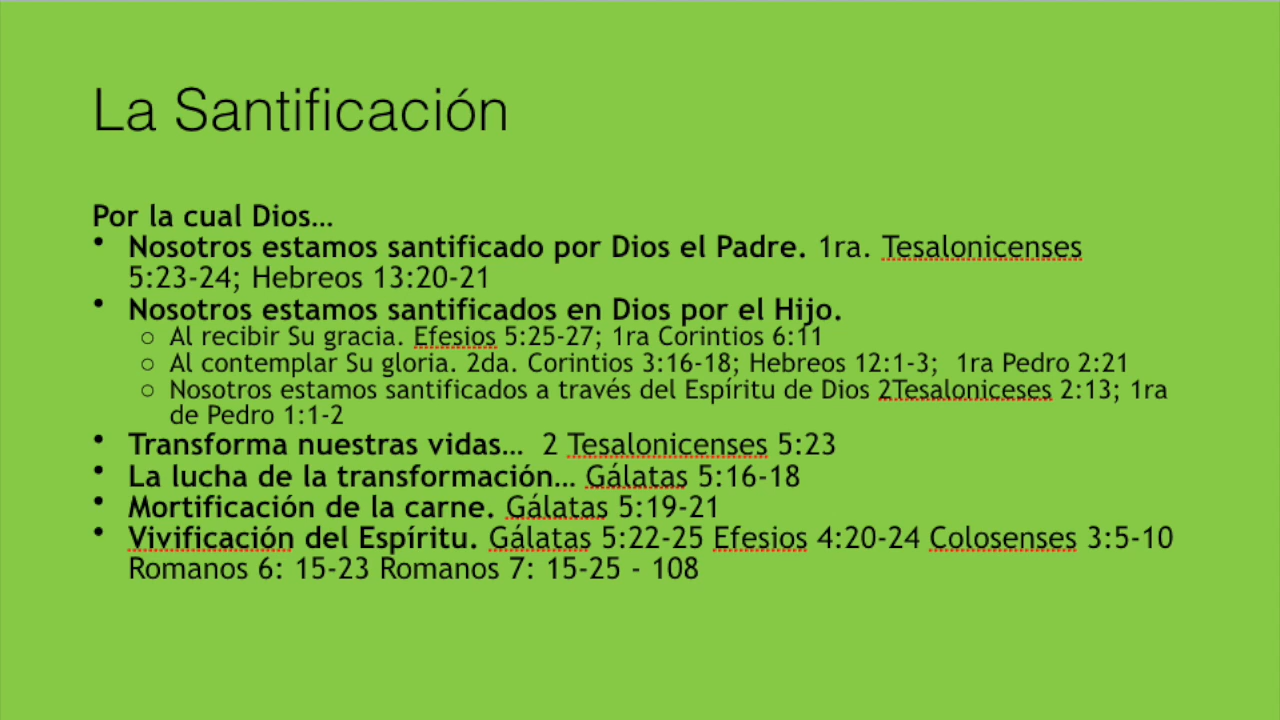 La Santificación
Por la cual Dios...
• Nosotros estamos santificado por Dios el Padre. 1ra. Tesalonicenses
5:23-24; Hebreos 13:20-21
• Nosotros estamos santificados en Dios por el Hijo.
○ Al recibir Su gracia. Efesios 5:25-27; 1ra Corintios 6:11
○ Al contemplar Su gloria. 2da. Corintios 3:16-18; Hebreos 12:1-3;  1ra Pedro 2:21
○ Nosotros estamos santificados a través del Espíritu de Dios 2Tesaloniceses 2:13; 1ra
de Pedro 1:1-2
• Transforma nuestras vidas...  2 Tesalonicenses 5:23
• La lucha de la transformación... Gálatas 5:16-18
• Mortificación de la carne. Gálatas 5:19-21
• Vivificación del Espíritu. Gálatas 5:22-25 Efesios 4:20-24 Colosenses 3:5-10
Romanos 6: 15-23 Romanos 7: 15-25 - 108